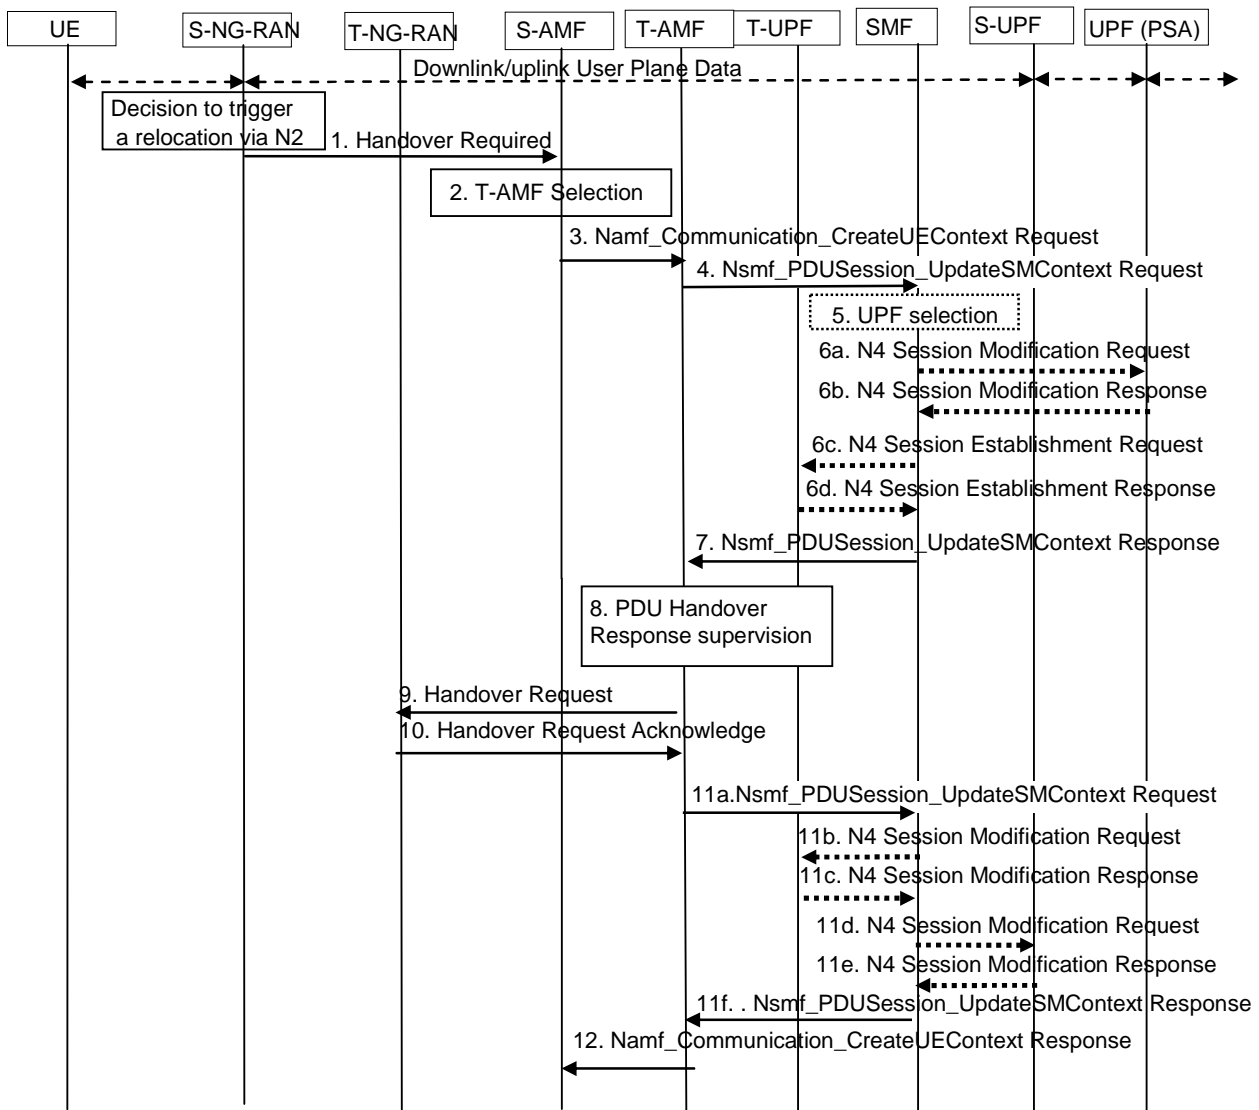 UE
S-NG-RAN
T-NG-RAN
S-AMF
T-AMF
T-UPF
SMF
S-UPF
UPF (PSA)
Downlink/uplink User Plane Data
Decision to trigger
a relocation via N2
1. Handover Required
2. T-AMF Selection
3. Namf_Communication_CreateUEContext Request
4. Nsmf_PDUSession_UpdateSMContext Request
5. UPF selection
6a. N4 Session Modification Request
6b. N4 Session Modification Response
6c. N4 Session Establishment Request
6d. N4 Session Establishment Response
7. Nsmf_PDUSession_UpdateSMContext Response
8. PDU Handover
Response supervision
9. Handover Request
10. Handover Request Acknowledge
11a.Nsmf_PDUSession_UpdateSMContext Request
11b. N4 Session Modification Request
11c. N4 Session Modification Response
11d. N4 Session Modification Request
11e. N4 Session Modification Response
11f. . Nsmf_PDUSession_UpdateSMContext Response
12. Namf_Communication_CreateUEContext Response